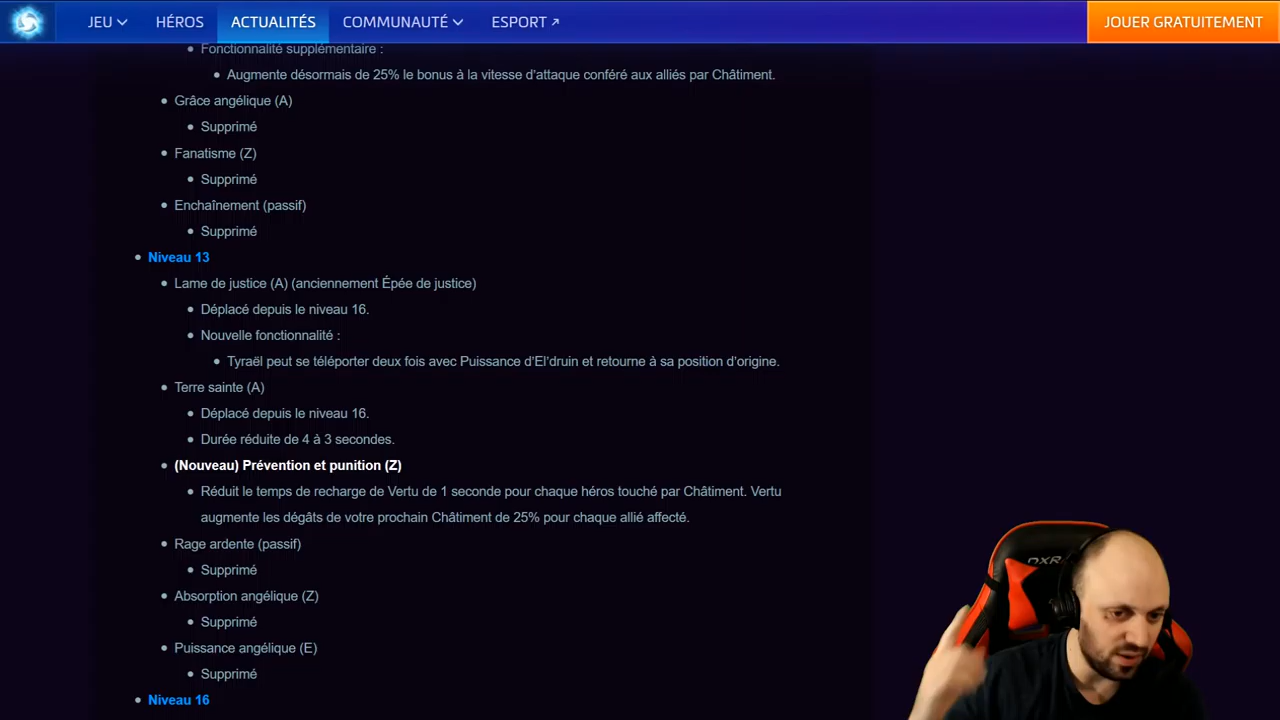 JEU HÉROS ACTUALITÉS COMMUNAUTÉ ESPORT JOUER GRATUITEMENT
Fonctionnalité supplémentaire :
Augmente désormais de 25% le bonus à la vitesse d'attaque conféré aux alliés par Châtiment.
Grâce angélique (A)
Supprimé
Fanatisme (Z)
Supprimé
Enchaînement (passif)
Supprimé
Niveau 13
Lame de justice (A) (anciennement Épée de justice)
Déplacé depuis le niveau 16.
Nouvelle fonctionnalité :
Tyraël peut se téléporter deux fois avec Puissance d'El'druin et retourne à sa position d'origine.
Terre sainte (A)
Déplacé depuis le niveau 16.
Durée réduite de 4 à 3 secondes.
(Nouveau) Prévention et punition (Z)
Réduit le temps de recharge de Vertu de 1 seconde pour chaque héros touché par Châtiment. Vertu
augmente les dégâts de votre prochain Châtiment de 25% pour chaque allié affecté.
Rage ardente (passif)
Supprimé
Absorption angélique (Z)
Supprimé
Puissance angélique (E)
Supprimé
Niveau 16